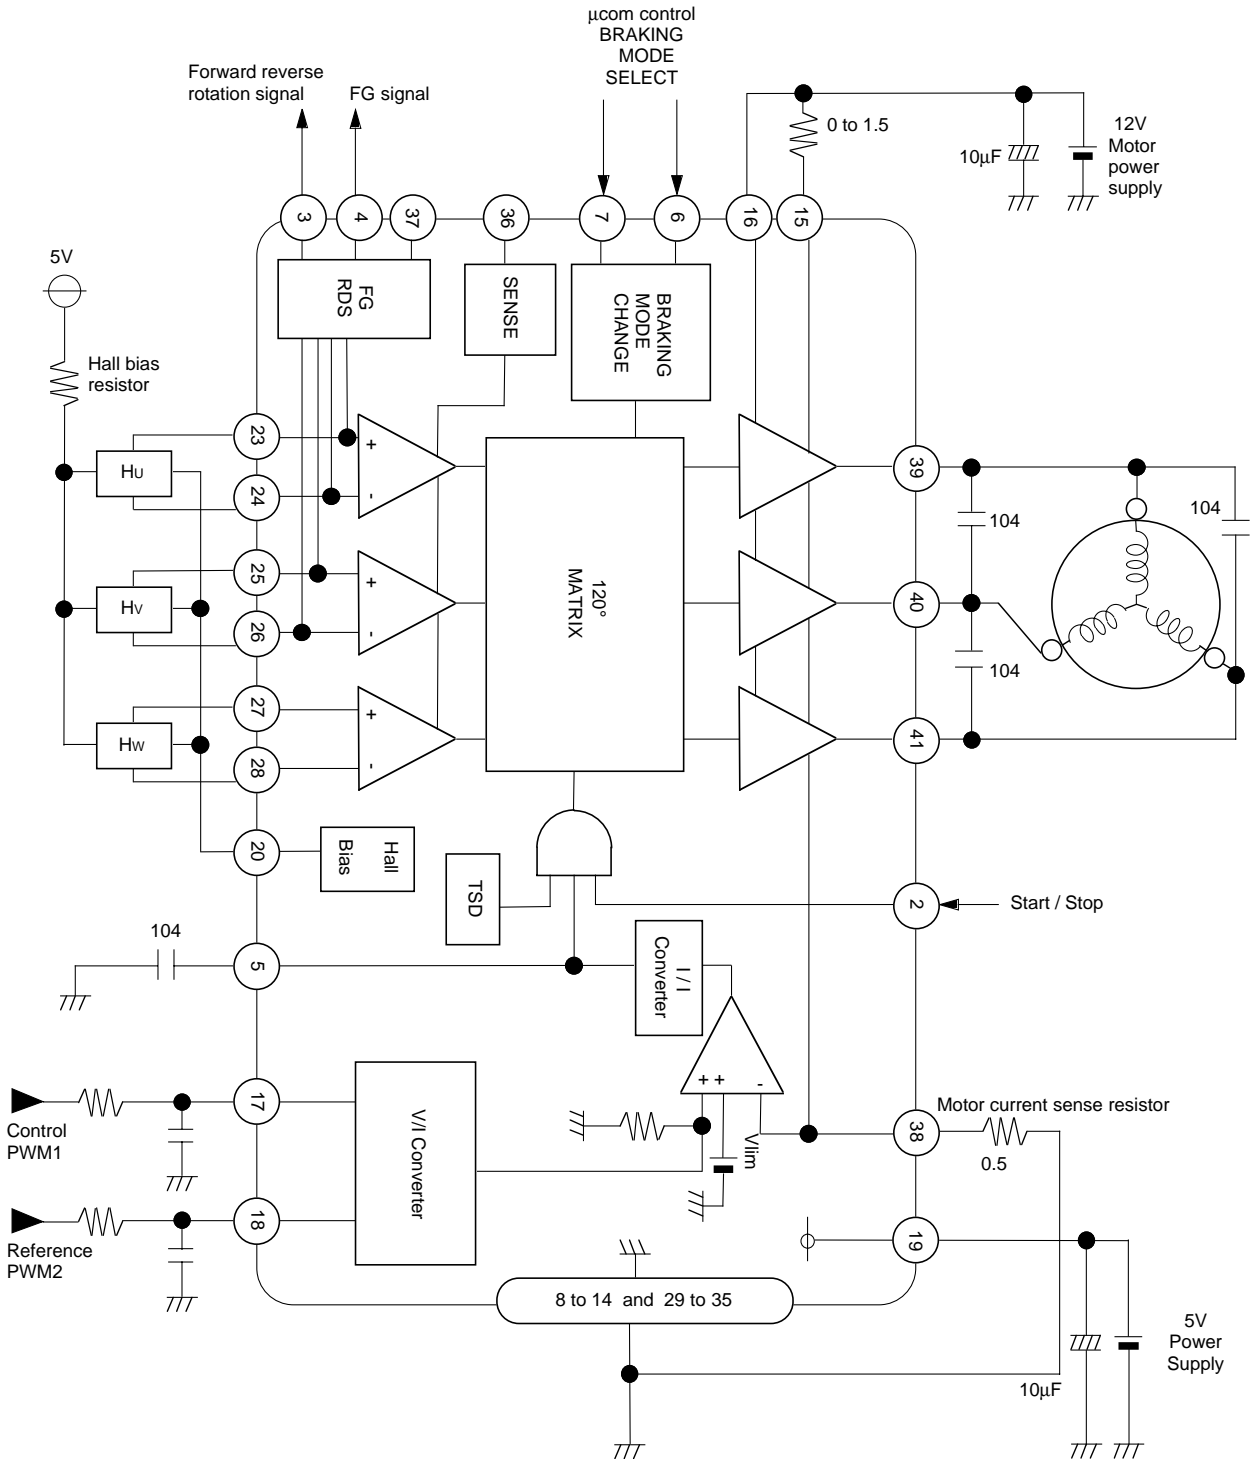 µcom control
BRAKING
MODE
SELECT
Forward reverse
rotation signal
FG signal
0 to 1.5
10µF
12V
Motor
power
supply
3
4
37
36
7
6
16
15
5V
FG
RDS
SENSE
BRAKING
MODE
CHANGE
Hall bias
resistor
23
+
HU
24
-
39
104
104
25
+
HV
26
-
120°
MATRIX
40
104
27
+
HW
28
-
41
20
Hall
Bias
TSD
2
Start / Stop
104
5
I / I
Converter
+ + -
17
Control
PWM1
V/I Converter
Vlim
38
Motor current sense resistor
0.5
18
Reference
PWM2
19
8 to 14 and 29 to 35
5V
Power
Supply
10µF